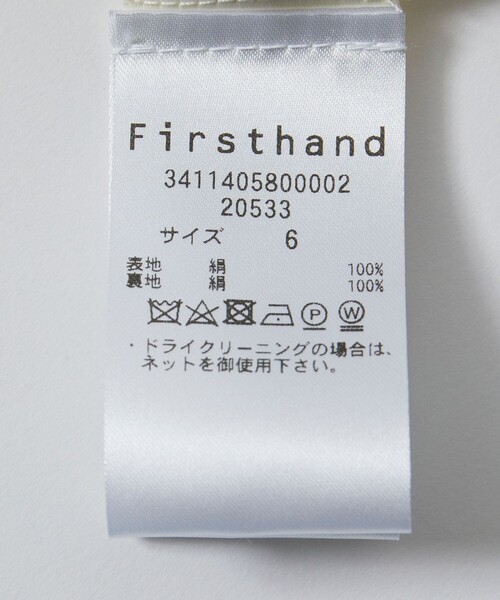 Firsthand
3411405800002
20533
サイズ 6
表地 絹 100%
裏地 絹 100%
P W
・ドライクリーニングの場合は、
ネットを御使用下さい。